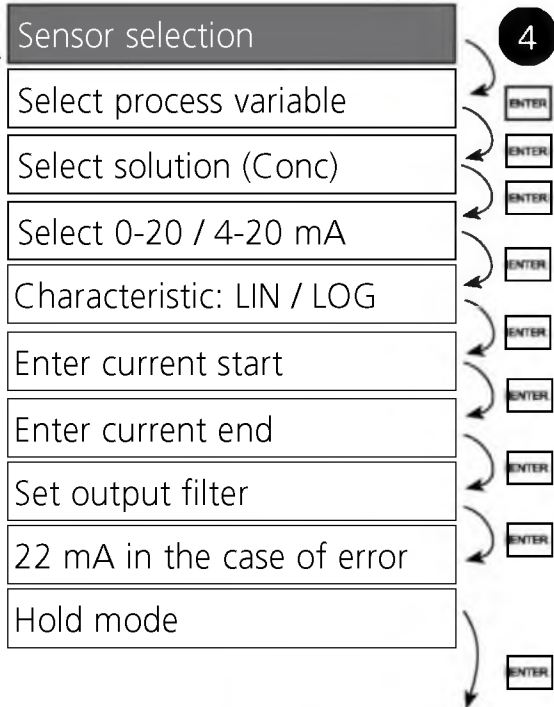 Sensor selection
4
Select process variable
ENTER
Select solution (Conc)
ENTER
Select 0-20 / 4-20 mA
ENTER
Characteristic: LIN / LOG
ENTER
Enter current start
ENTER
Enter current end
ENTER
Set output filter
ENTER
22 mA in the case of error
ENTER
Hold mode
ENTER